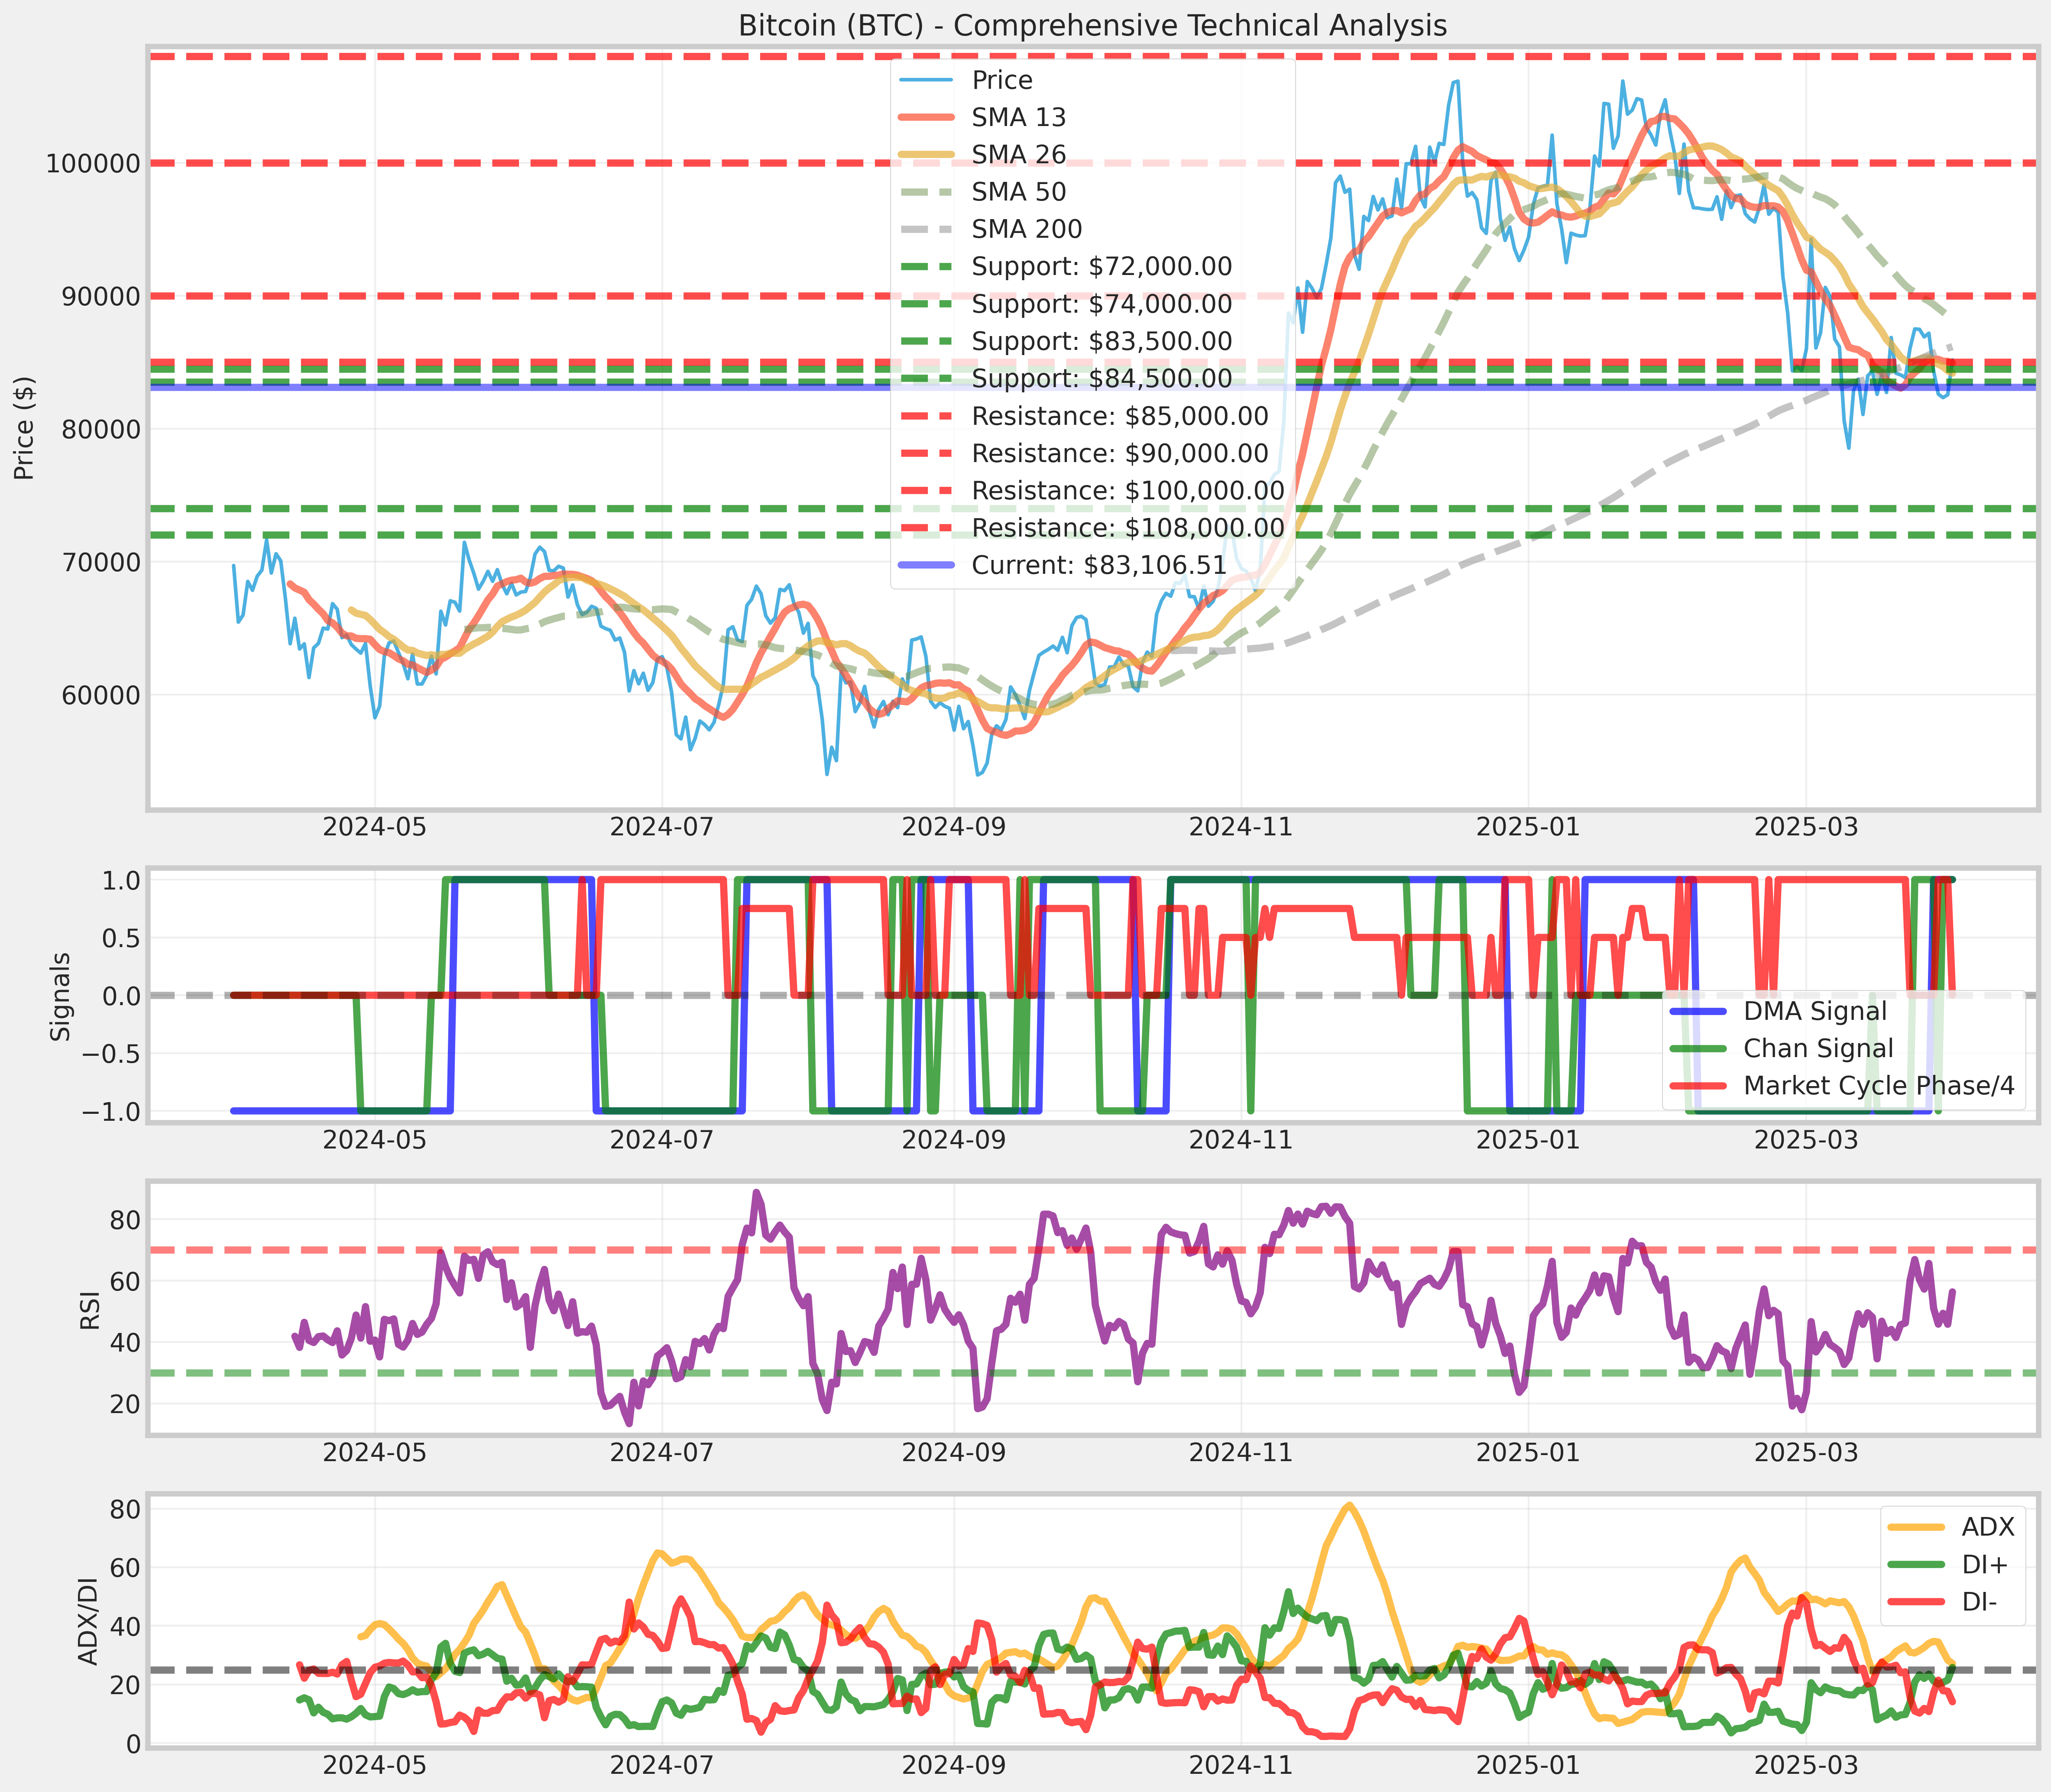 Bitcoin (BTC) - Comprehensive Technical Analysis
Price ($)
100000
90000
80000
70000
60000
Price
SMA 13
SMA 26
SMA 50
SMA 200
Support: $72,000.00
Support: $74,000.00
Support: $83,500.00
Support: $84,500.00
Resistance: $85,000.00
Resistance: $90,000.00
Resistance: $100,000.00
Resistance: $108,000.00
Current: $83,106.51
2024-05 2024-07 2024-09 2024-11 2025-01 2025-03
Signals
1.0
0.5
0.0
−0.5
−1.0
DMA Signal
Chan Signal
Market Cycle Phase/4
2024-05 2024-07 2024-09 2024-11 2025-01 2025-03
RSI
80
60
40
20
2024-05 2024-07 2024-09 2024-11 2025-01 2025-03
ADX/DI
80
60
40
20
0
ADX
DI+
DI-
2024-05 2024-07 2024-09 2024-11 2025-01 2025-03